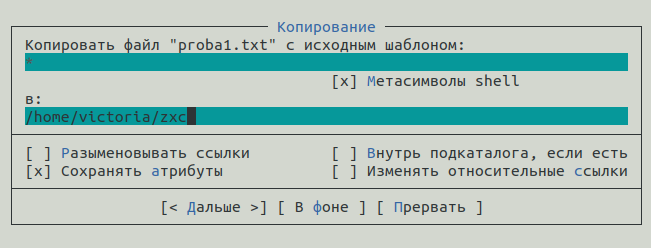 Копирование
Копировать файл "proba1.txt" с исходным шаблоном:
*
[x] Метасимволы shell
в:
/home/victoria/zxc
[ ] Разыменовывать ссылки [ ] Внутрь подкаталога, если есть
[x] Сохранять атрибуты [ ] Изменять относительные ссылки
[< Дальше >] [ В фоне ] [ Прервать ]